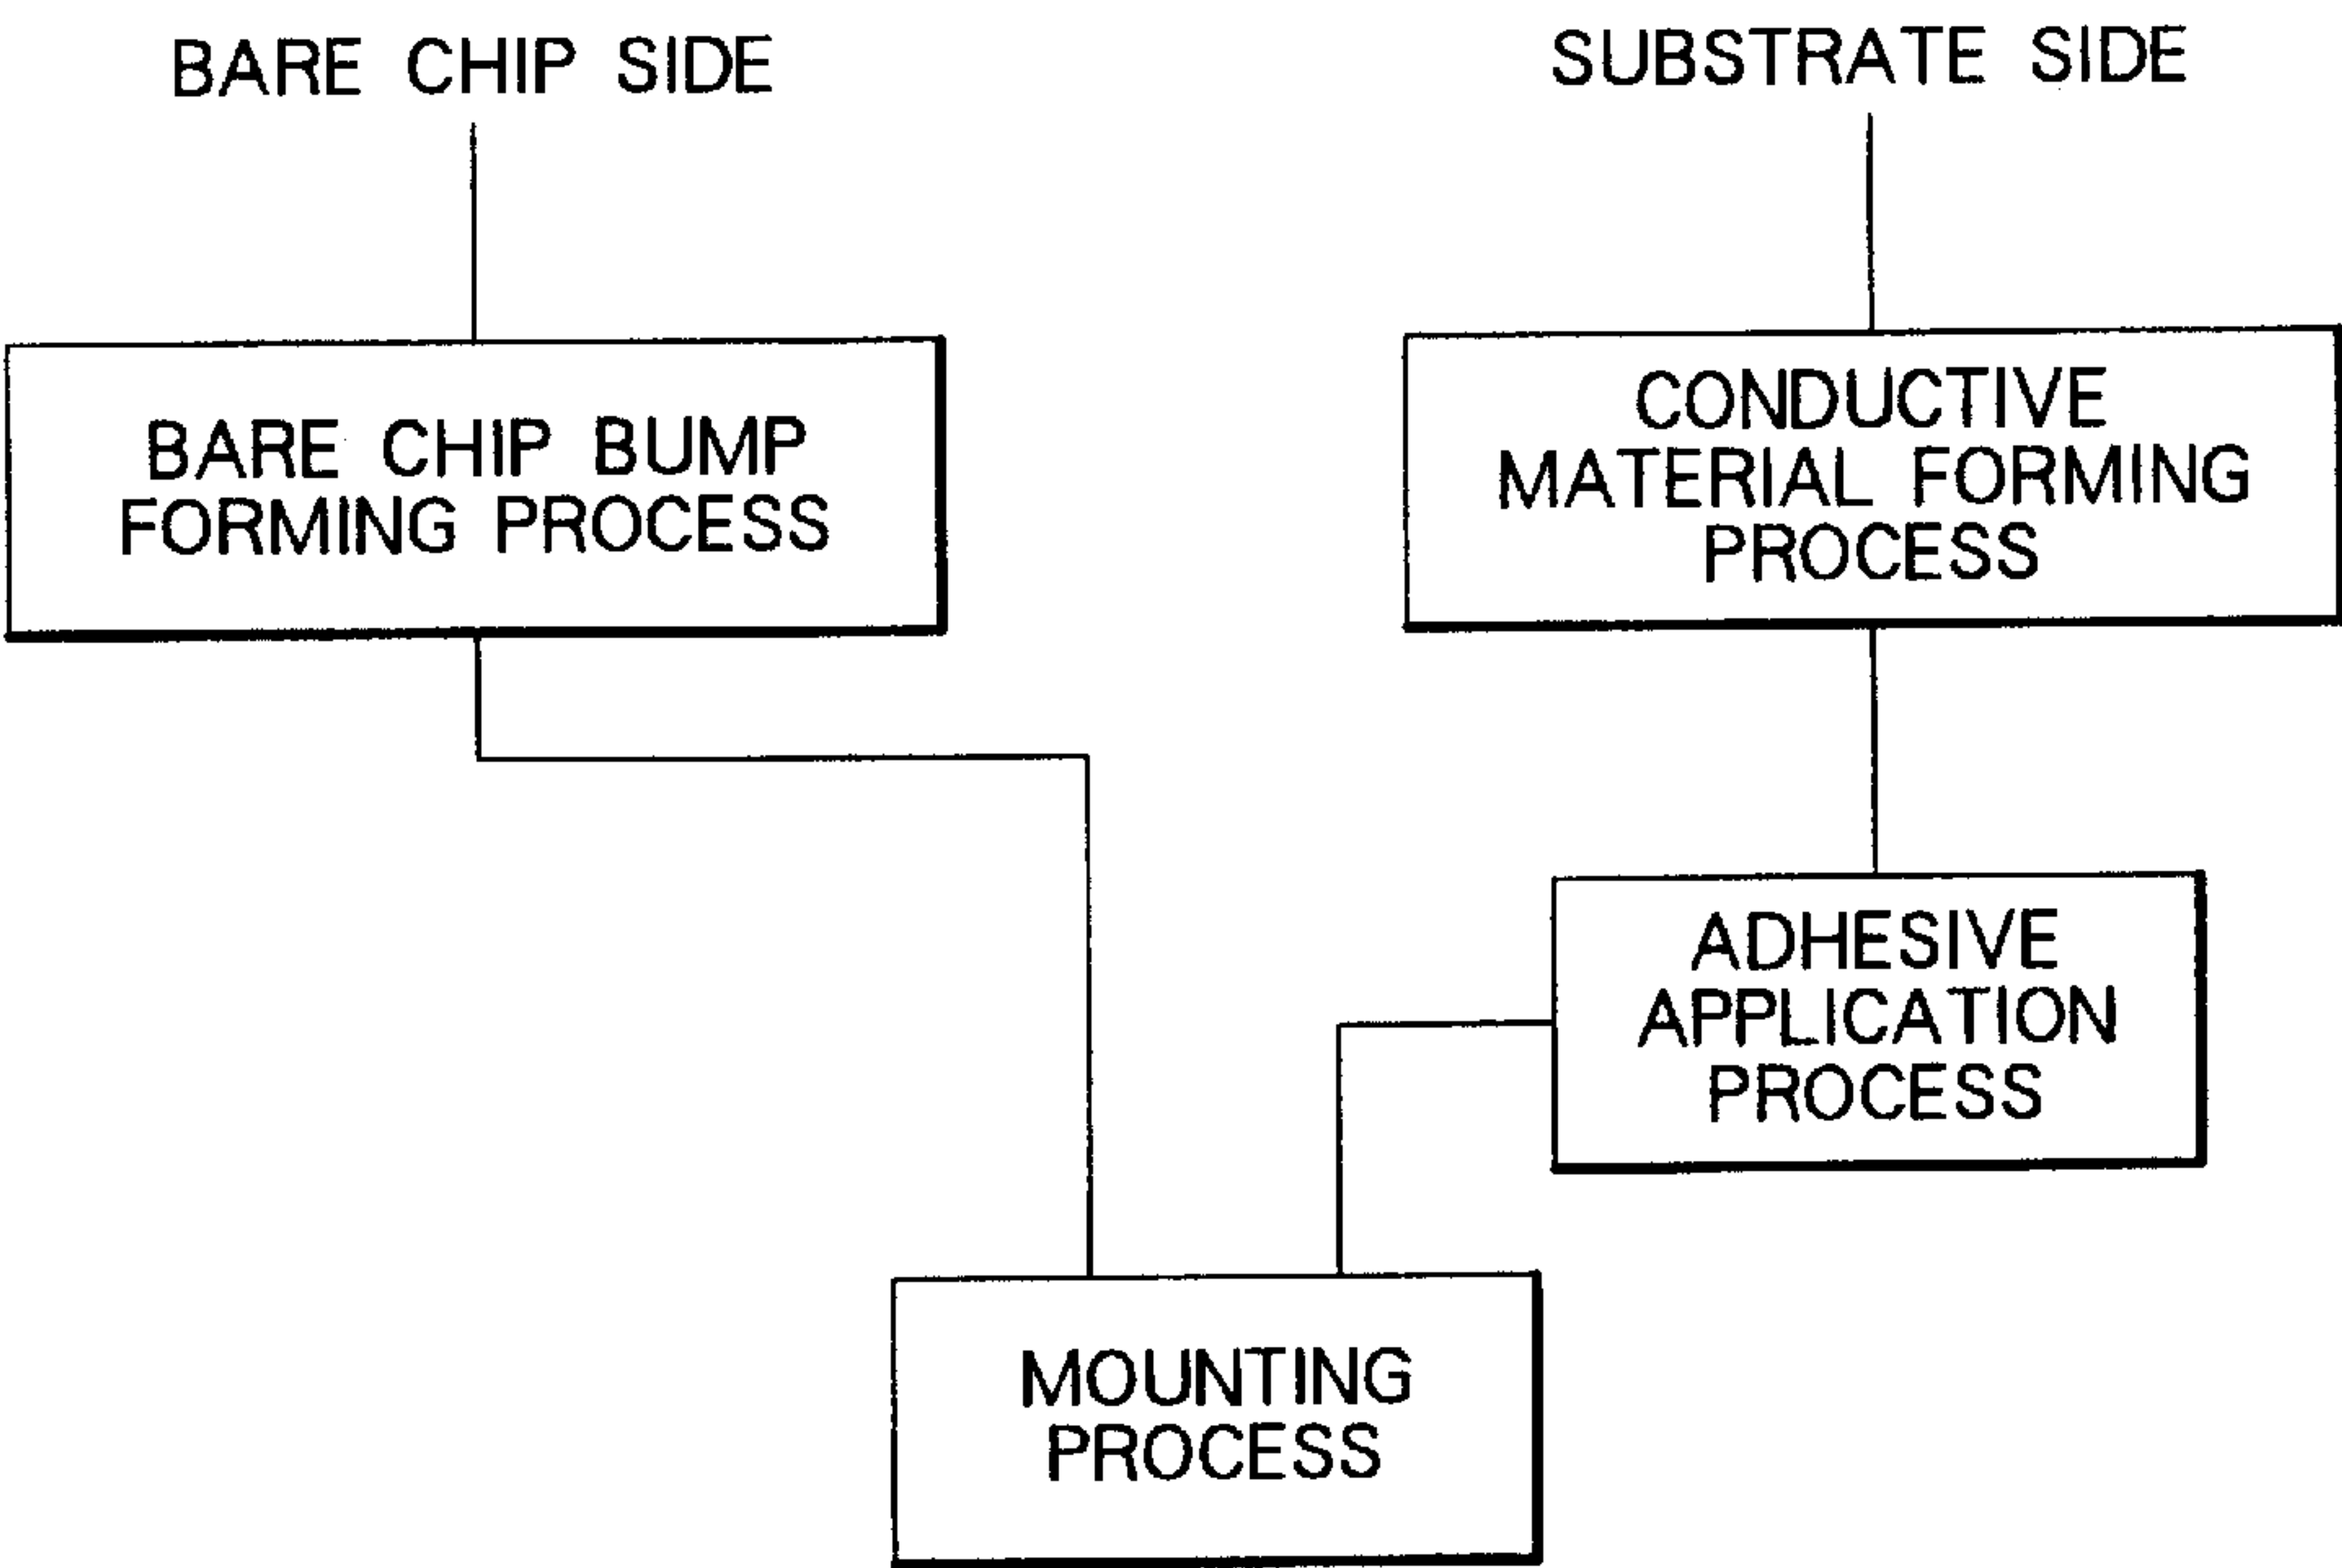 BARE CHIP SIDE
SUBSTRATE SIDE
BARE CHIP BUMP
FORMING PROCESS
CONDUCTIVE
MATERIAL FORMING
PROCESS
ADHESIVE
APPLICATION
PROCESS
MOUNTING
PROCESS